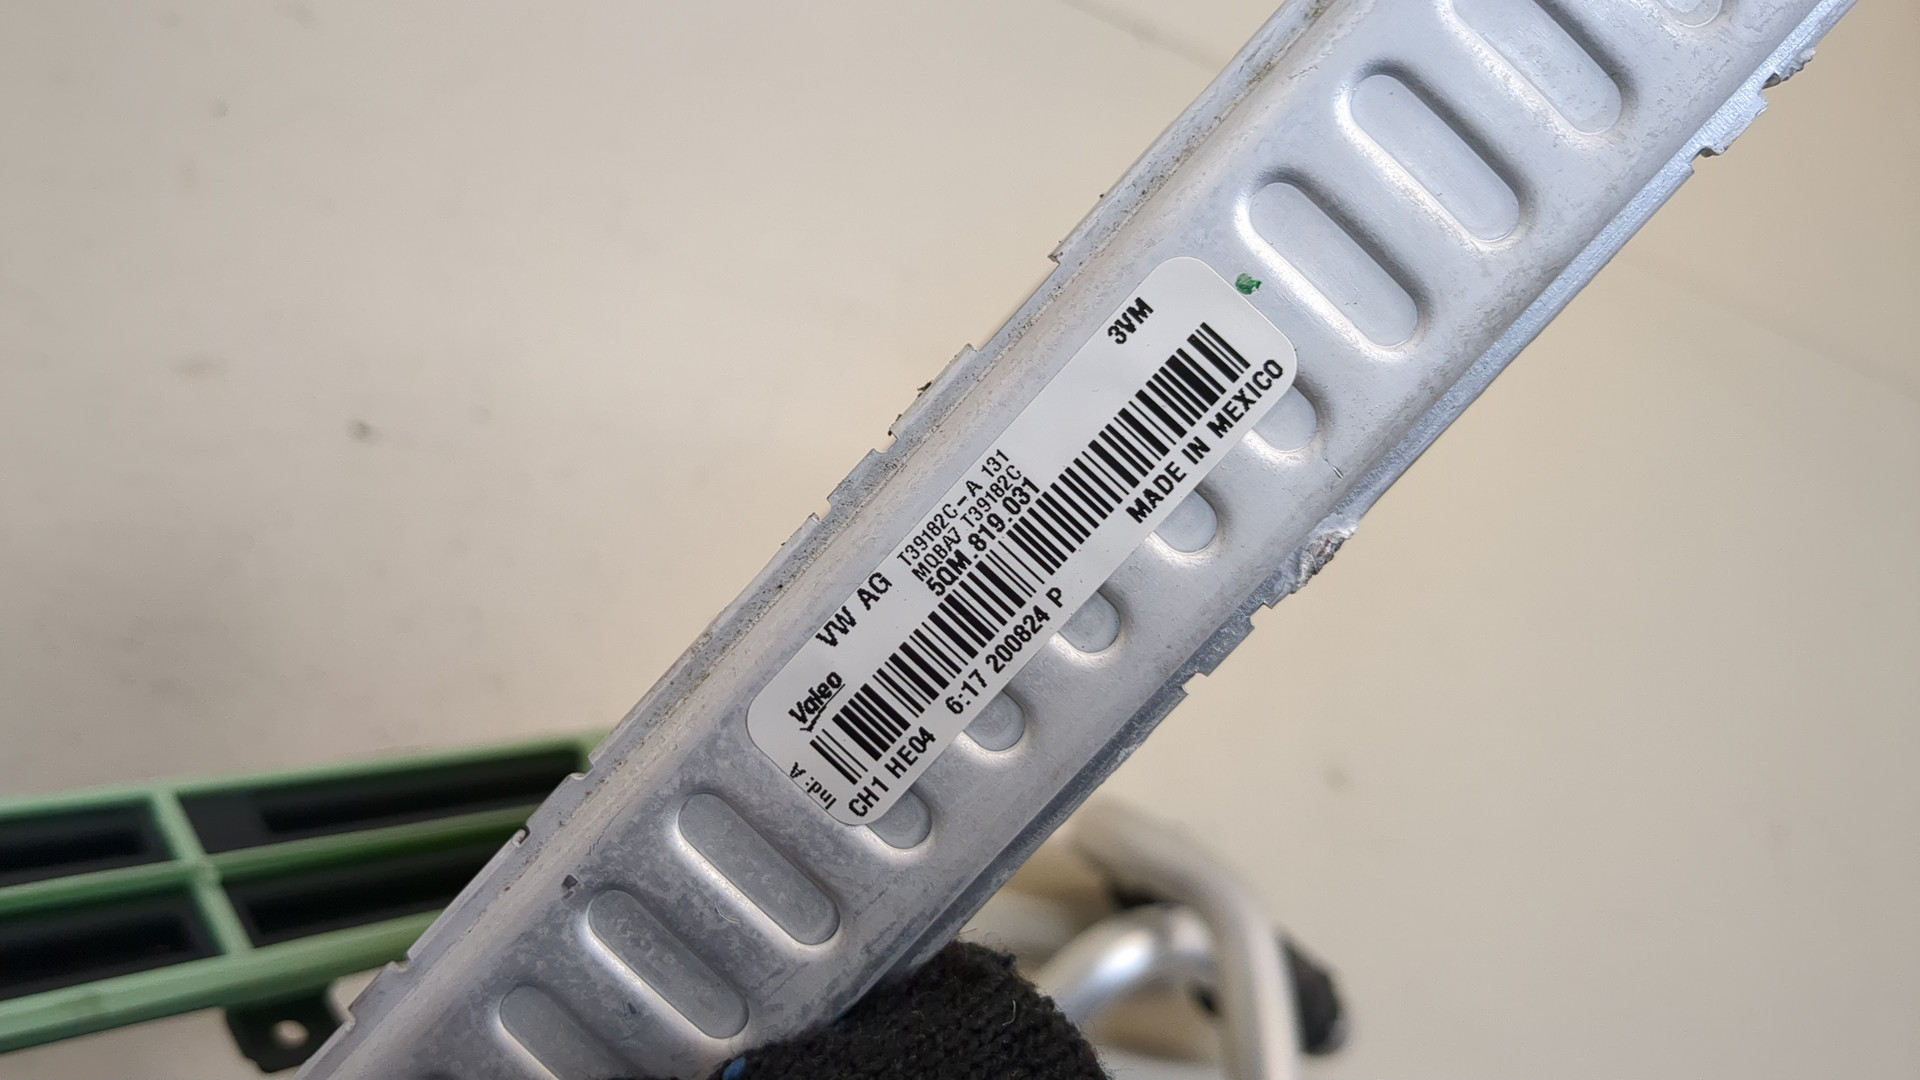 3VM
VW AG
T39182C-A 131
MQBA7 T39182C
5QM.819.031
Valeo
Ind: A
MADE IN MEXICO
CH1 HE04 6:17 200824 P